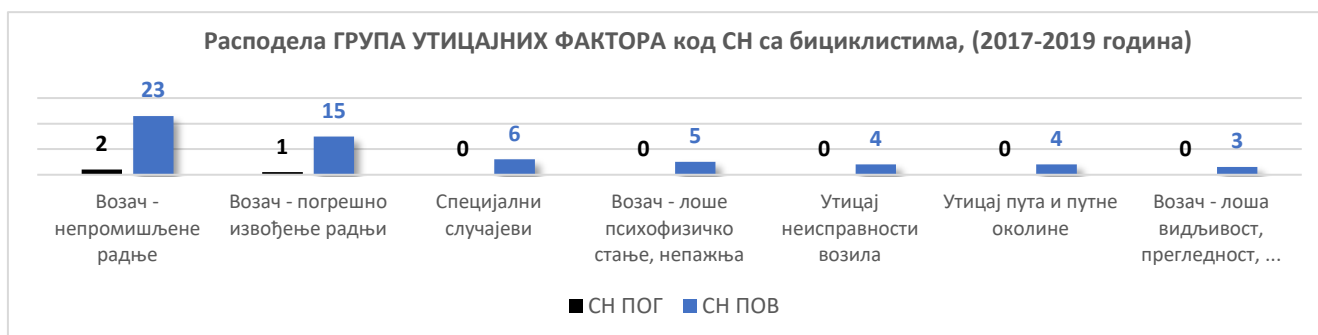 Расподела ГРУПА УТИЦАЈНИХ ФАКТОРА код СН са бициклистима, (2017-2019 година)
2 23 1 15 0 6 0 5 0 4 0 4 0 3
Возач - непромишљене радње
Возач - погрешно извођење радњи
Специјални случајеви
Возач - лоше психофизичко стање, непажња
Утицај неисправности возила
Утицај пута и путне околине
Возач - лоша видљивост, прегледност, ...
СН ПОГ СН ПОВ